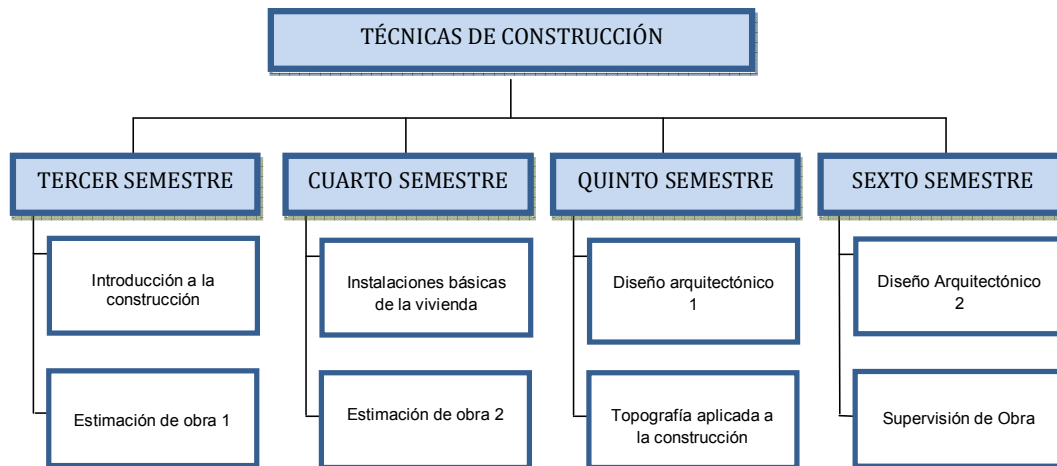 TÉCNICAS DE CONSTRUCCIÓN
TERCER SEMESTRE
CUARTO SEMESTRE
QUINTO SEMESTRE
SEXTO SEMESTRE
Introducción a la
construcción
Instalaciones básicas
de la vivienda
Diseño arquitectónico
1
Diseño Arquitectónico
2
Estimación de obra 1
Estimación de obra 2
Topografía aplicada a
la construcción
Supervisión de Obra